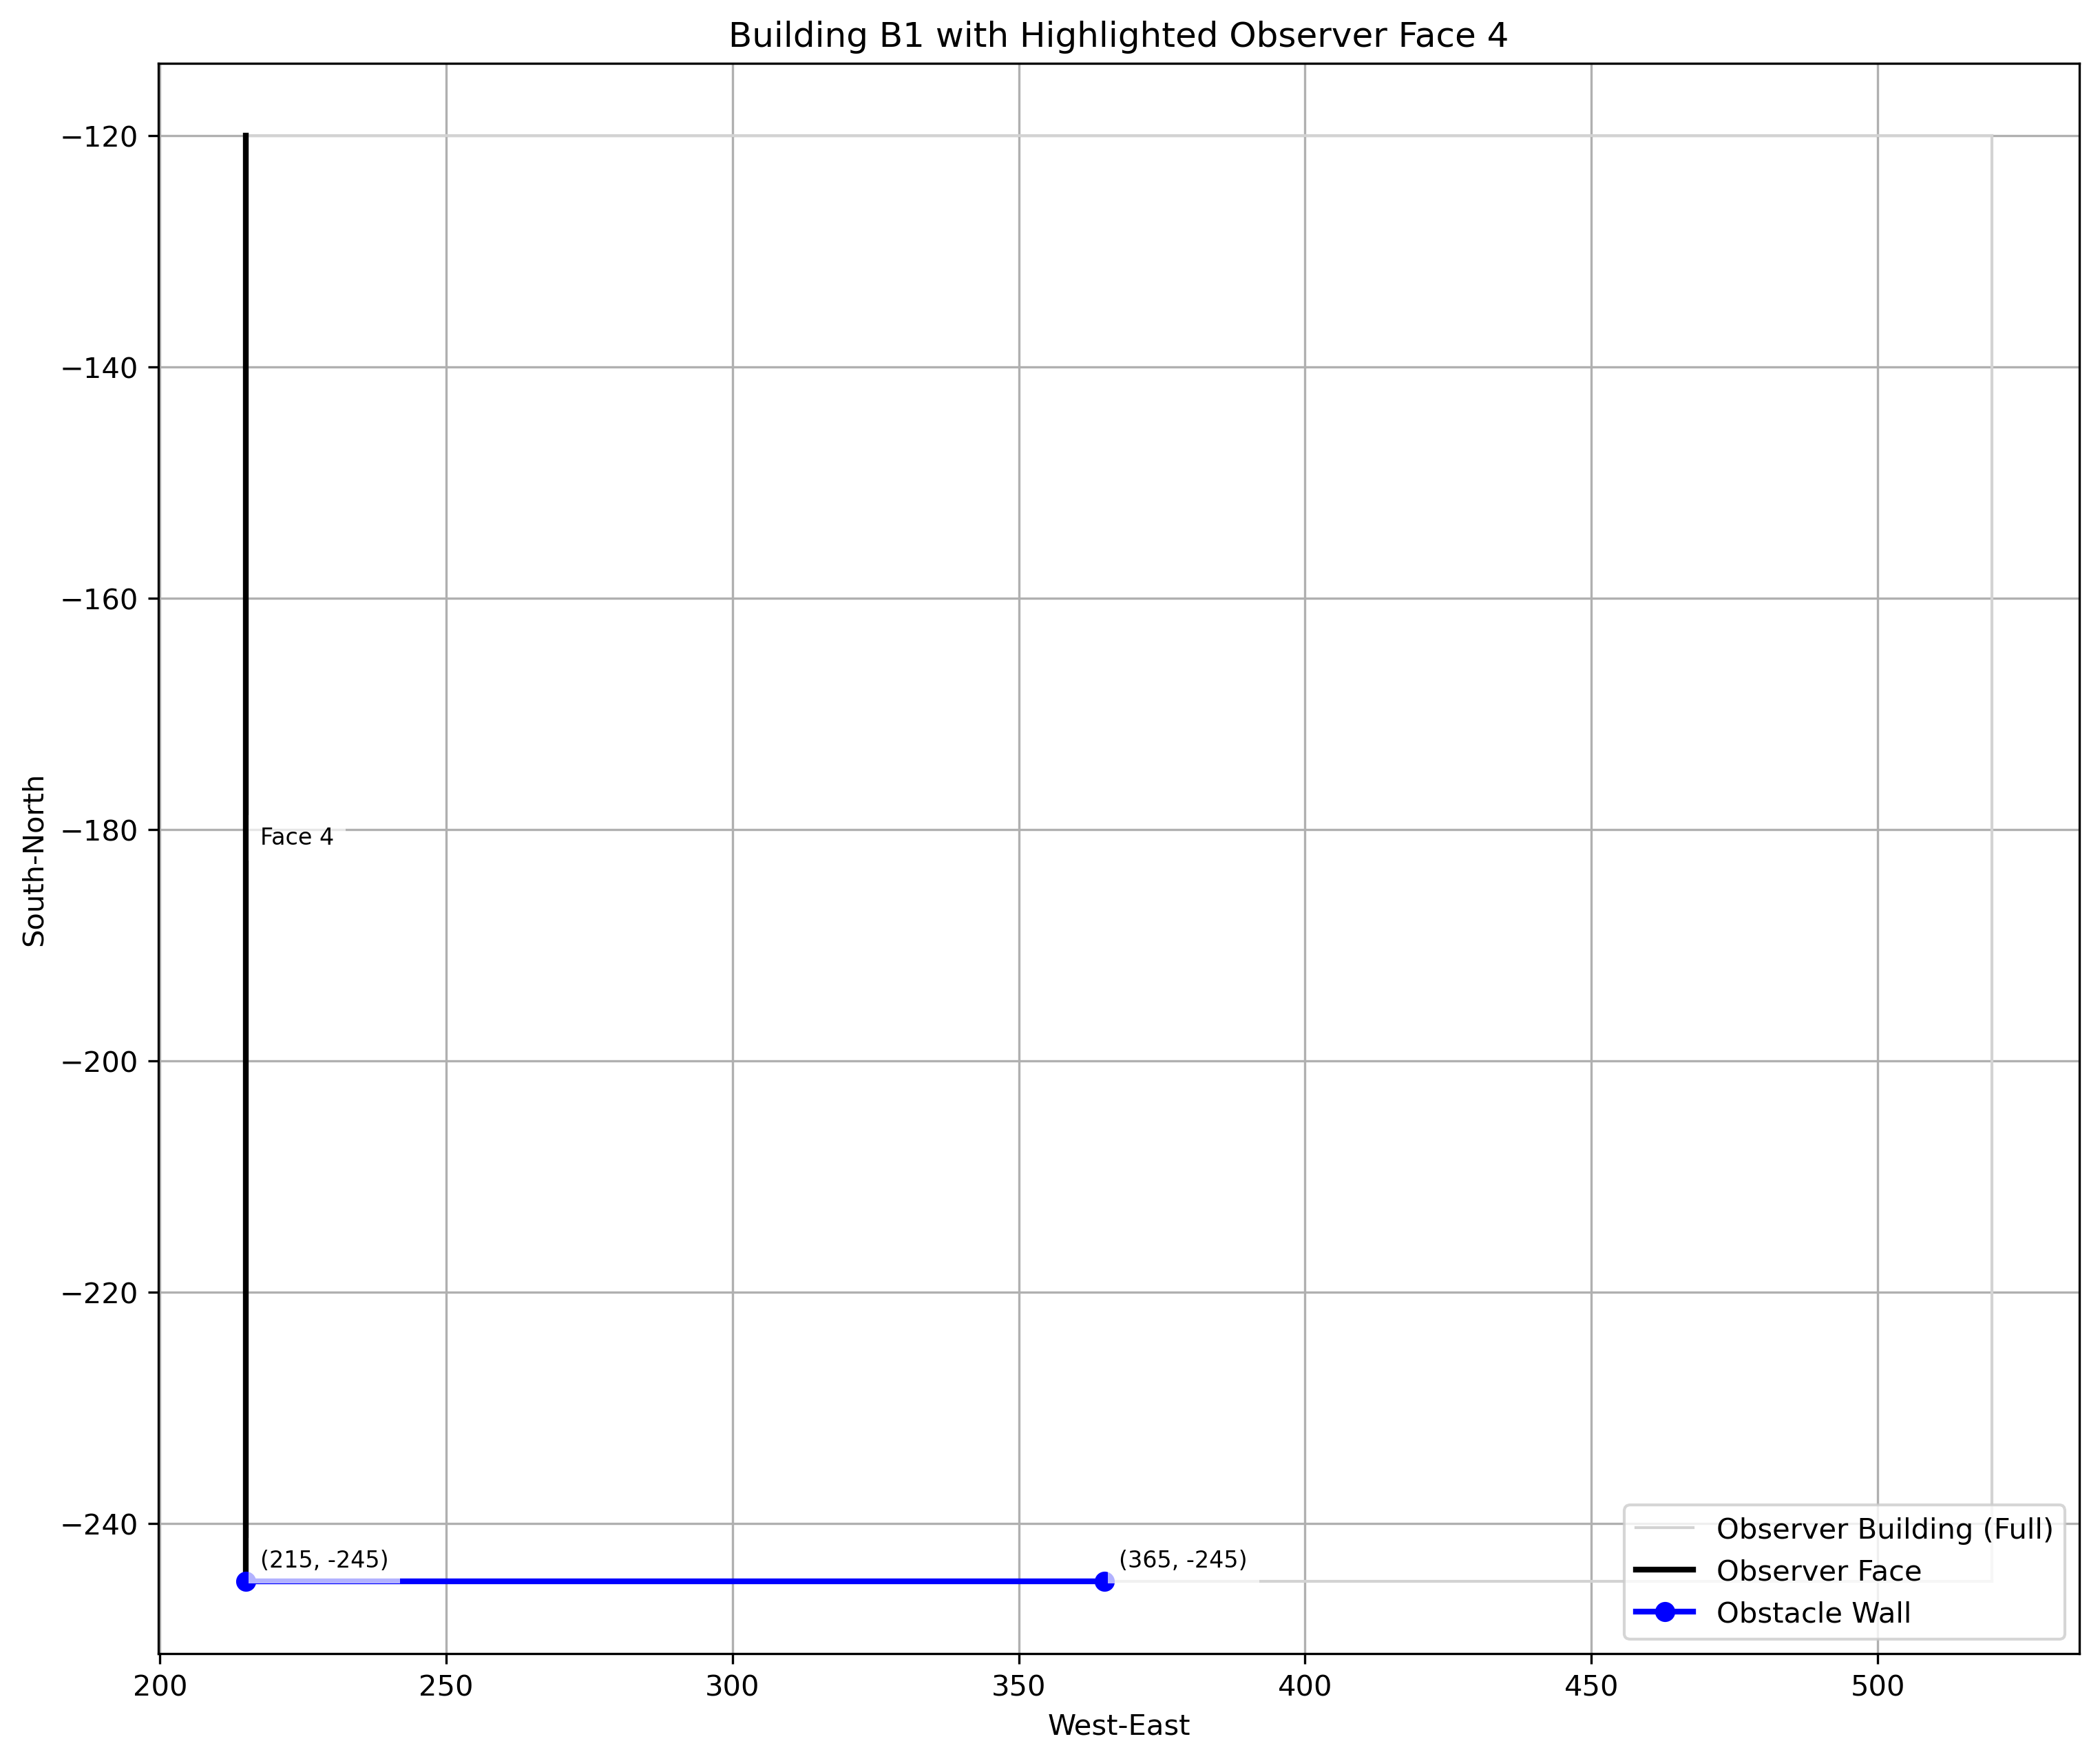 Building B1 with Highlighted Observer Face 4
−120
−140
−160
−180
−200
−220
−240
South-North
Face 4
(215, -245)
(365, -245)
Observer Building (Full)
Observer Face
Obstacle Wall
200
250
300
350
400
450
500
West-East